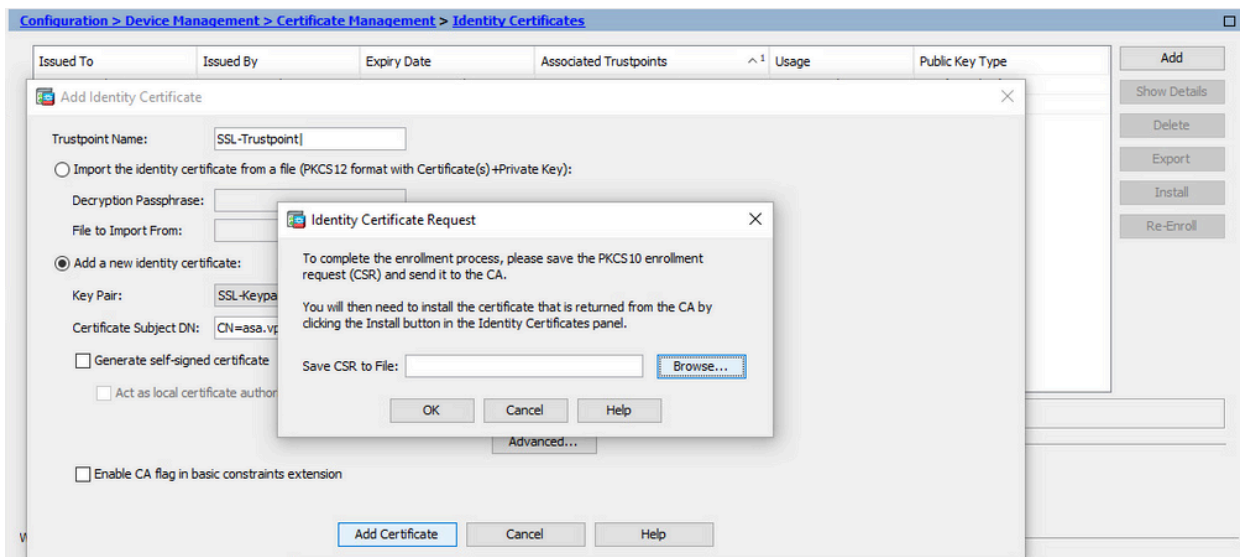 Configuration > Device Management > Certificate Management > Identity Certificates
Issued To Issued By Expiry Date Associated Trustpoints 1 Usage Public Key Type
Add
Show Details
Delete
Export
Install
Re-Enroll
Add Identity Certificate
Trustpoint Name: SSL-Trustpoint
Import the identity certificate from a file (PKCS12 format with Certificate(s)+Private Key):
Decryption Passphrase:
File to Import From:
Add a new identity certificate:
Key Pair: SSL-Keypa
Certificate Subject DN: CN=asa.vp
Generate self-signed certificate
Act as local certificate author
Identity Certificate Request
To complete the enrollment process, please save the PKCS10 enrollment
request (CSR) and send it to the CA.
You will then need to install the certificate that is returned from the CA by
clicking the Install button in the Identity Certificates panel.
Save CSR to File: Browse...
OK Cancel Help
Advanced...
Enable CA flag in basic constraints extension
Add Certificate Cancel Help